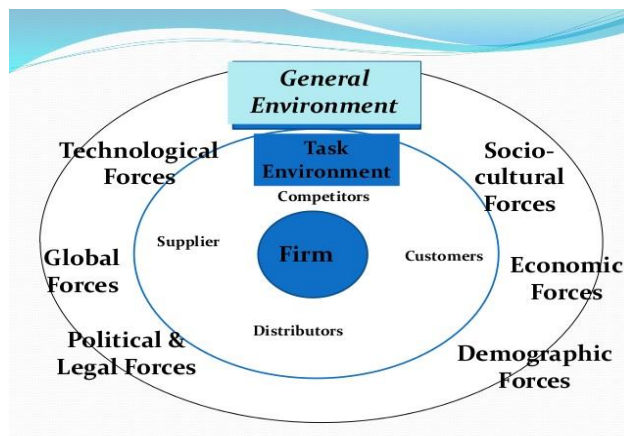 General
Environment
Technological
Forces
Task
Environment
Socio-
cultural
Forces
Competitors
Supplier
Firm
Customers
Global
Forces
Economic
Forces
Distributors
Political &
Legal Forces
Demographic
Forces